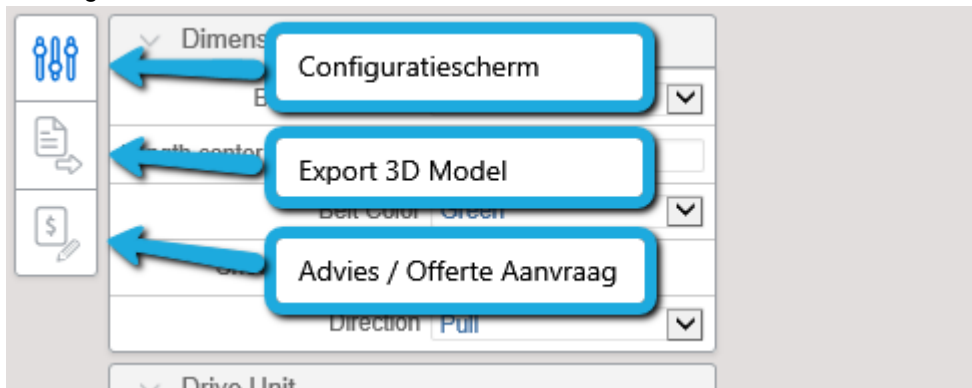 Configuratiescherm
Export 3D Model
Belt Color Green
Advies / Offerte Aanvraag
Direction Pull
Drive Unit